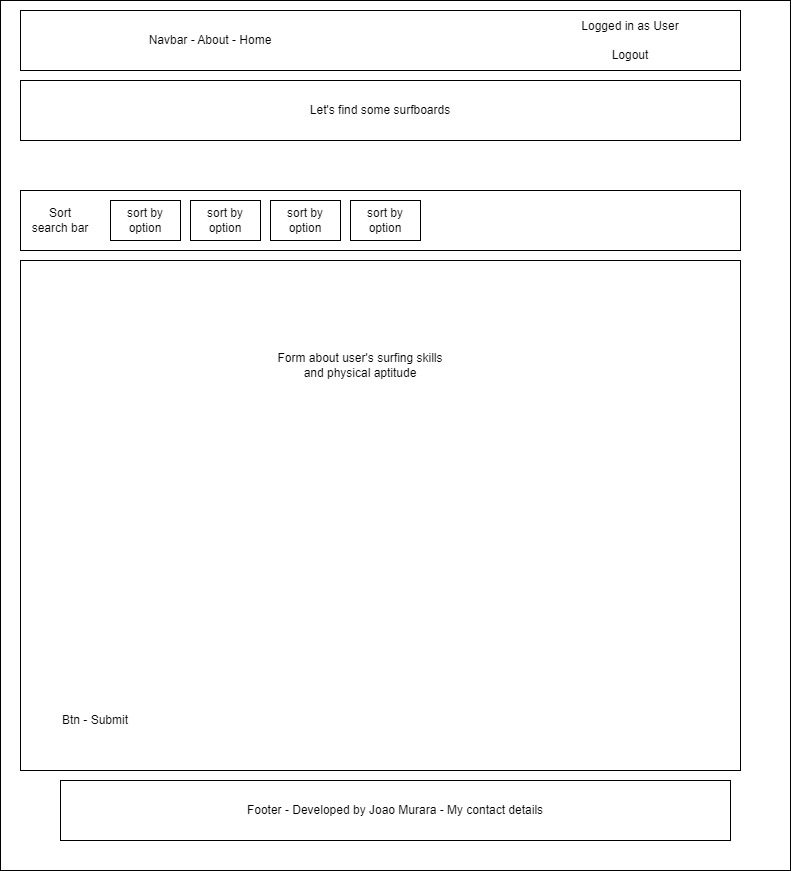 Navbar - About - Home
Logged in as User
Logout
Let's find some surfboards
Sort
search bar
sort by
option
sort by
option
sort by
option
sort by
option
Form about user's surfing skills
and physical aptitude
Btn - Submit
Footer - Developed by Joao Murara - My contact details